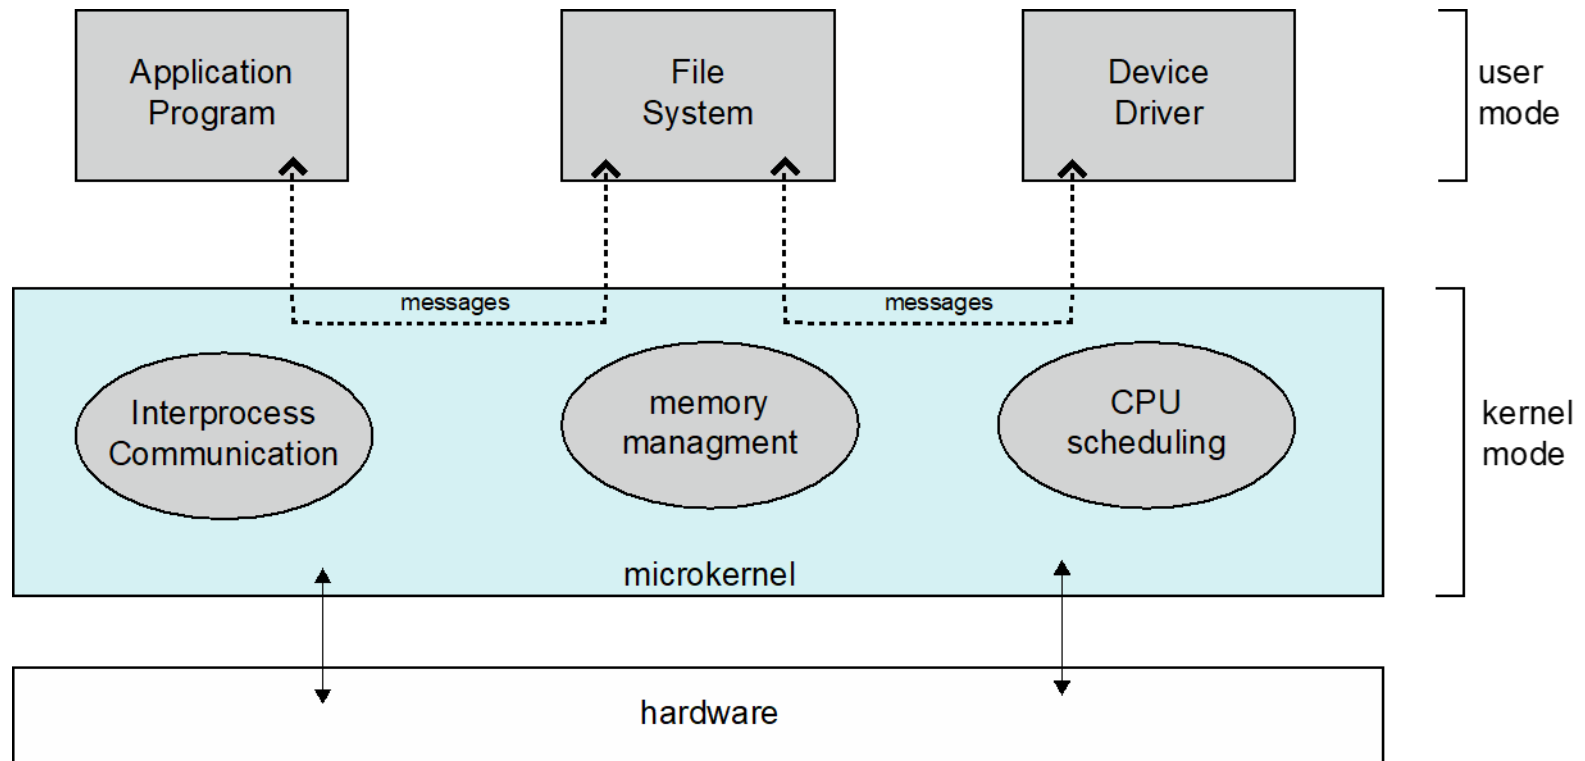 Application
Program
File
System
Device
Driver
user
mode
messages
messages
Interprocess
Communication
memory
managment
CPU
scheduling
kernel
mode
microkernel
hardware